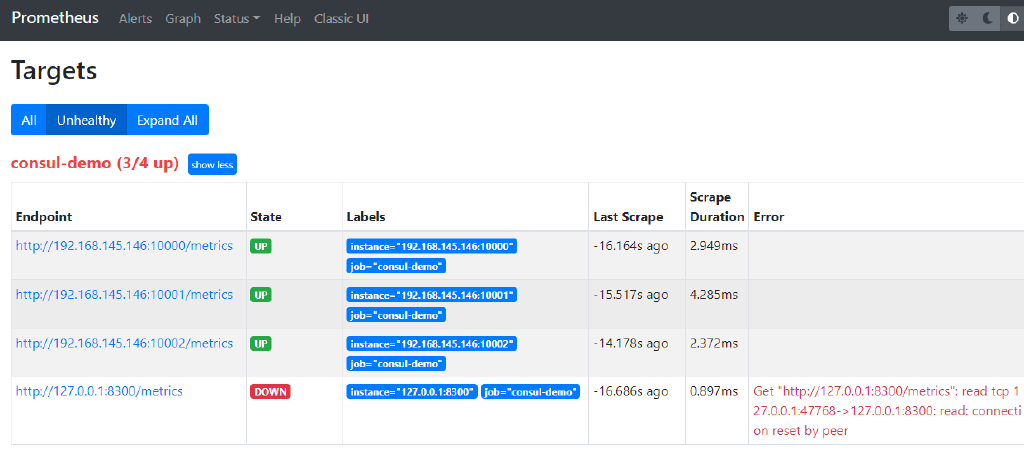 Prometheus Alerts Graph Status Help Classic UI
Targets
All Unhealthy Expand All
consul-demo (3/4 up) show less
Endpoint State Labels Last Scrape Scrape Duration Error
http://192.168.145.146:10000/metrics UP instance="192.168.145.146:10000" -16.164s ago 2.949ms
job="consul-demo"
http://192.168.145.146:10001/metrics UP instance="192.168.145.146:10001" -15.517s ago 4.285ms
job="consul-demo"
http://192.168.145.146:10002/metrics UP instance="192.168.145.146:10002" -14.178s ago 2.372ms
job="consul-demo"
http://127.0.0.1:8300/metrics DOWN instance="127.0.0.1:8300" job="consul-demo" -16.686s ago 0.897ms Get "http://127.0.0.1:8300/metrics": read tcp 1
27.0.0.1:47768->127.0.0.1:8300: read: connecti
on reset by peer